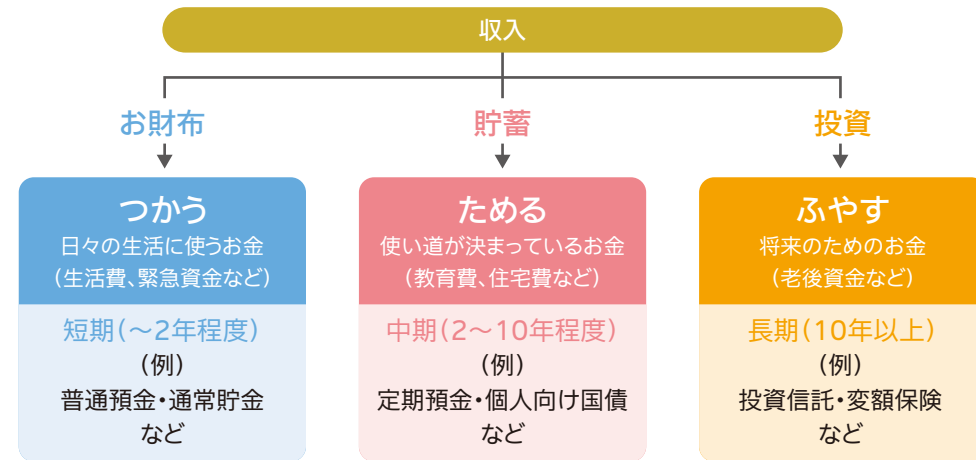 収入
お財布
つかう
日々の生活に使うお金
(生活費、緊急資金など)
短期(～2年程度)
(例)
普通預金・通常貯金
など
貯蓄
ためる
使い道が決まっているお金
(教育費、住宅費など)
中期(2～10年程度)
(例)
定期預金・個人向け国債
など
投資
ふやす
将来のためのお金
(老後資金など)
長期(10年以上)
(例)
投資信託・変額保険
など